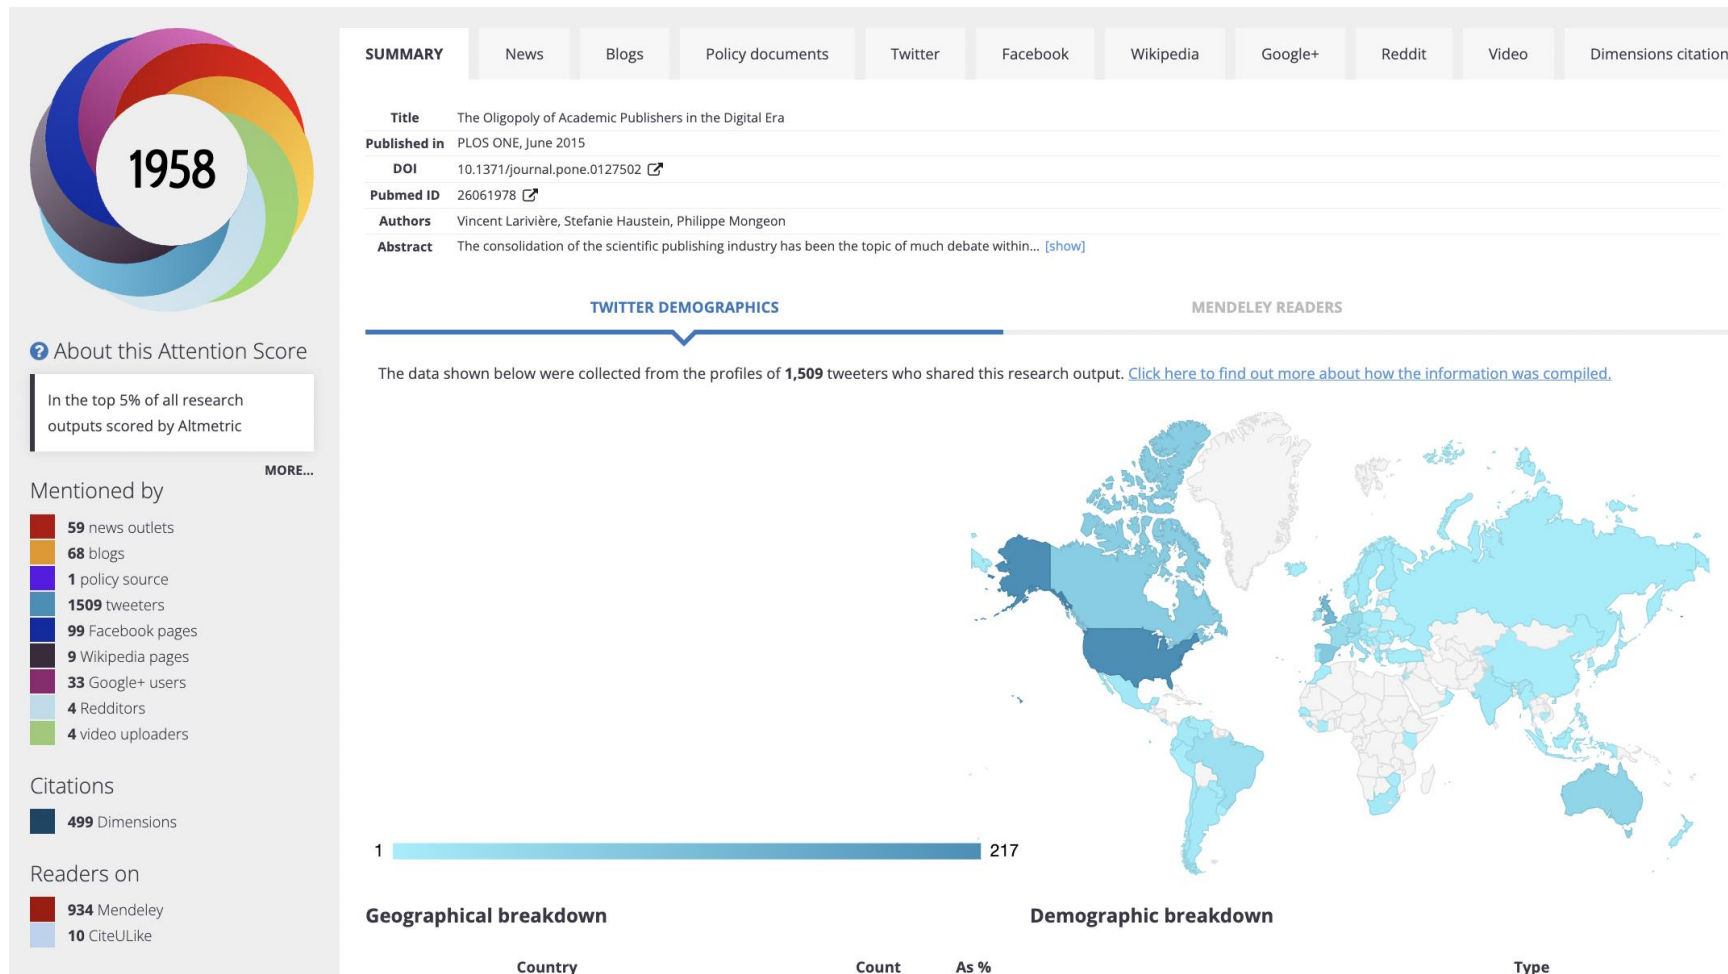 1958
About this Attention Score
In the top 5% of all research
outputs scored by Altmetric
MORE...
Mentioned by
59 news outlets
68 blogs
1 policy source
1509 tweeters
99 Facebook pages
9 Wikipedia pages
33 Google+ users
4 Redditors
4 video uploaders
Citations
499 Dimensions
Readers on
934 Mendeley
10 CiteULike
SUMMARY News Blogs Policy documents Twitter Facebook Wikipedia Google+ Reddit Video Dimensions citation
Title The Oligopoly of Academic Publishers in the Digital Era
Published in PLOS ONE, June 2015
DOI 10.1371/journal.pone.0127502
Pubmed ID 26061978
Authors Vincent Larivière, Stefanie Haustein, Philippe Mongeon
Abstract The consolidation of the scientific publishing industry has been the topic of much debate within... [show]
TWITTER DEMOGRAPHICS MENDELEY READERS
The data shown below were collected from the profiles of 1,509 tweeters who shared this research output. Click here to find out more about how the information was compiled.
1 217
Geographical breakdown Demographic breakdown
Country Count As % Type